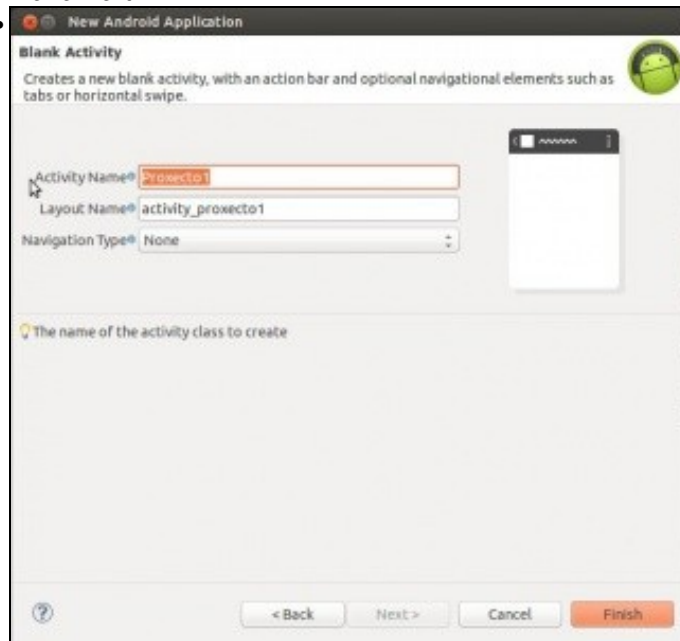 New Android Application
Blank Activity
Creates a new blank activity, with an action bar and optional navigational elements such as
tabs or horizontal swipe.
Activity Name Proxecto1
Layout Name activity_proxecto1
Navigation Type None
The name of the activity class to create
? < Back Next > Cancel Finish